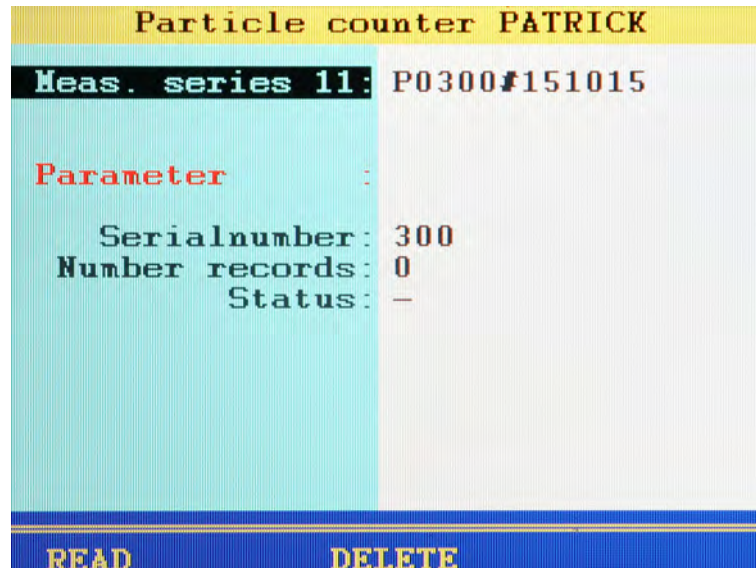 Particle counter PATRICK
Meas. series 11: P0300#151015
Parameter :
Serialnumber: 300
Number records: 0
Status: –
READ DELETE